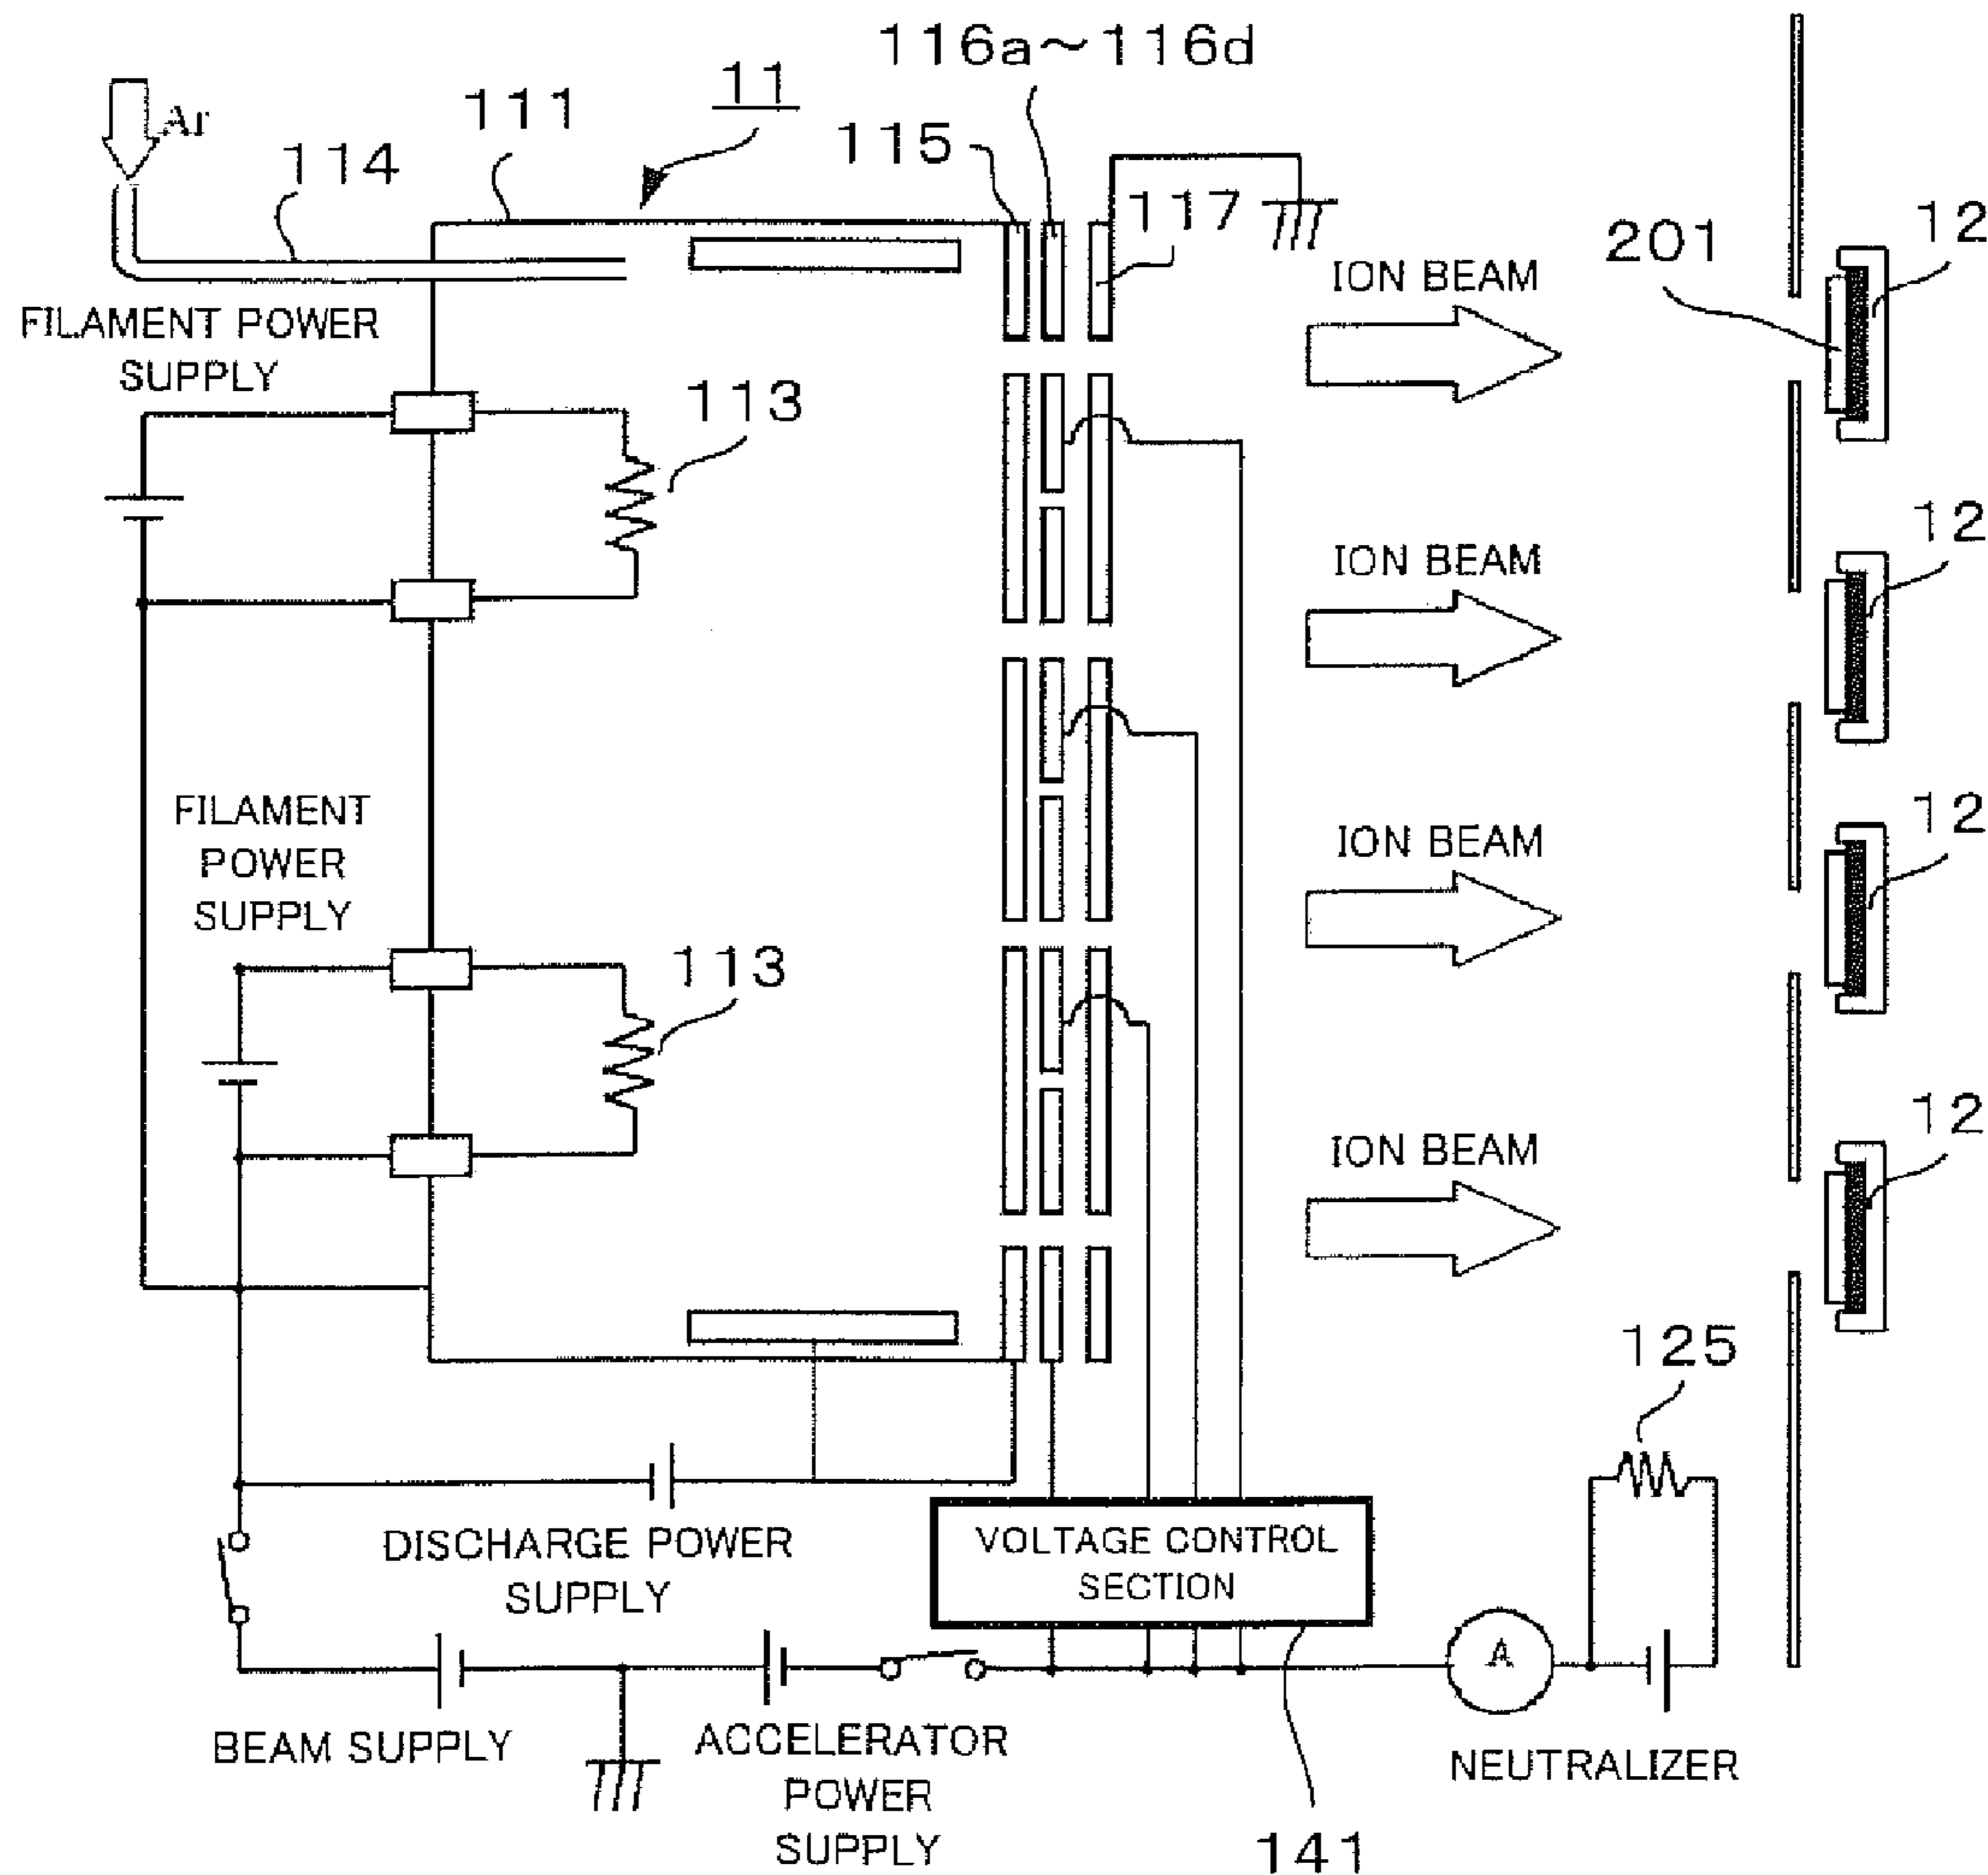 116a～116d
11
Ar
111
115
114
117
12
201
ION BEAM
FILAMENT POWER
SUPPLY
113
12
ION BEAM
FILAMENT
POWER
SUPPLY
12
ION BEAM
113
12
ION BEAM
125
VOLTAGE CONTROL
SECTION
DISCHARGE POWER
SUPPLY
A
BEAM SUPPLY
ACCELERATOR
POWER
SUPPLY
NEUTRALIZER
141